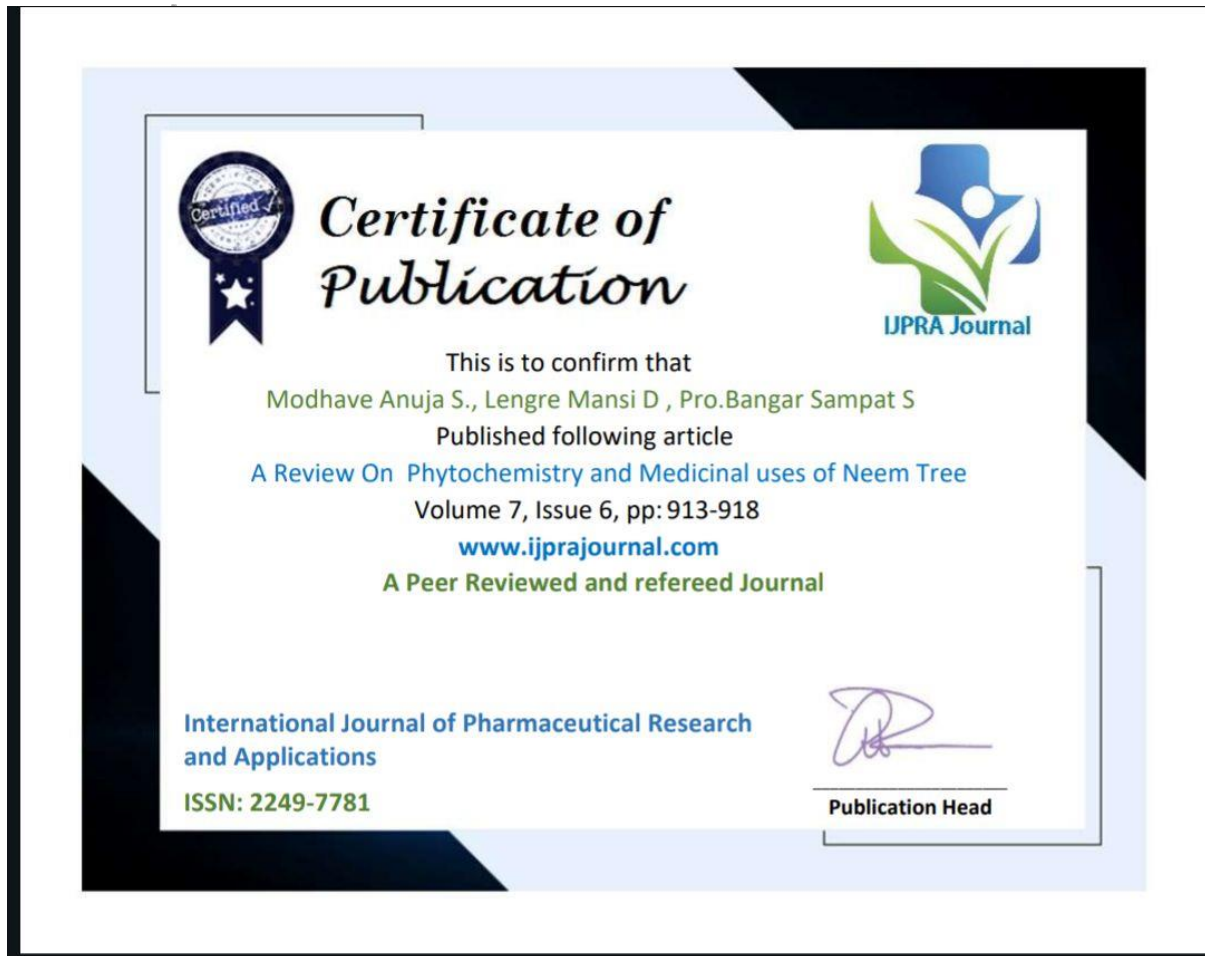 Certified
Certificate of
Publication
IJPRA Journal
This is to confirm that
Modhave Anuja S., Lengre Mansi D , Pro.Bangar Sampat S
Published following article
A Review On  Phytochemistry and Medicinal uses of Neem Tree
Volume 7, Issue 6, pp: 913-918
www.ijprajournal.com
A Peer Reviewed and refereed Journal
International Journal of Pharmaceutical Research
and Applications
ISSN: 2249-7781
Publication Head